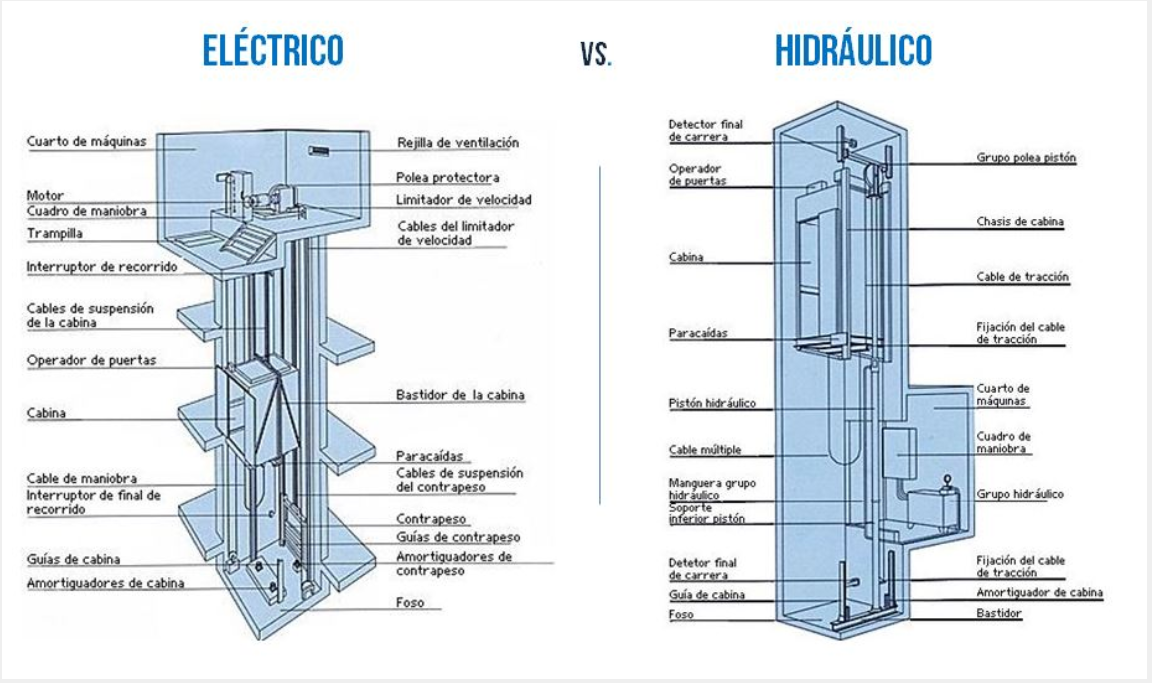 ELÉCTRICO
VS.
HIDRÁULICO
Cuarto de máquinas
Motor
Cuadro de maniobra
Trampilla
Interruptor de recorrido
Cables de suspensión
de la cabina
Operador de puertas
Cabina
Cable de maniobra
Interruptor de final de
recorrido
Guías de cabina
Amortiguadores de cabina
Rejilla de ventilación
Polea protectora
Limitador de velocidad
Cables del limitador
de velocidad
Bastidor de la cabina
Paracaídas
Cables de suspensión
del contrapeso
Contrapeso
Guías de contrapeso
Amortiguadores de
contrapeso
Foso
Detector final
de carrera
Operador
de puertas
Cabina
Paracaídas
Pistón hidráulico
Cable múltiple
Manguera grupo
hidráulico
Soporte
inferior pistón
Detetor final
de carrera
Guía de cabina
Foso
Grupo polea pistón
Chasis de cabina
Cable de tracción
Fijación del cable
de tracción
Cuarto de
máquinas
Cuadro de
maniobra
Grupo hidráulico
Fijación del cable
de tracción
Amortiguador de cabina
Bastidor